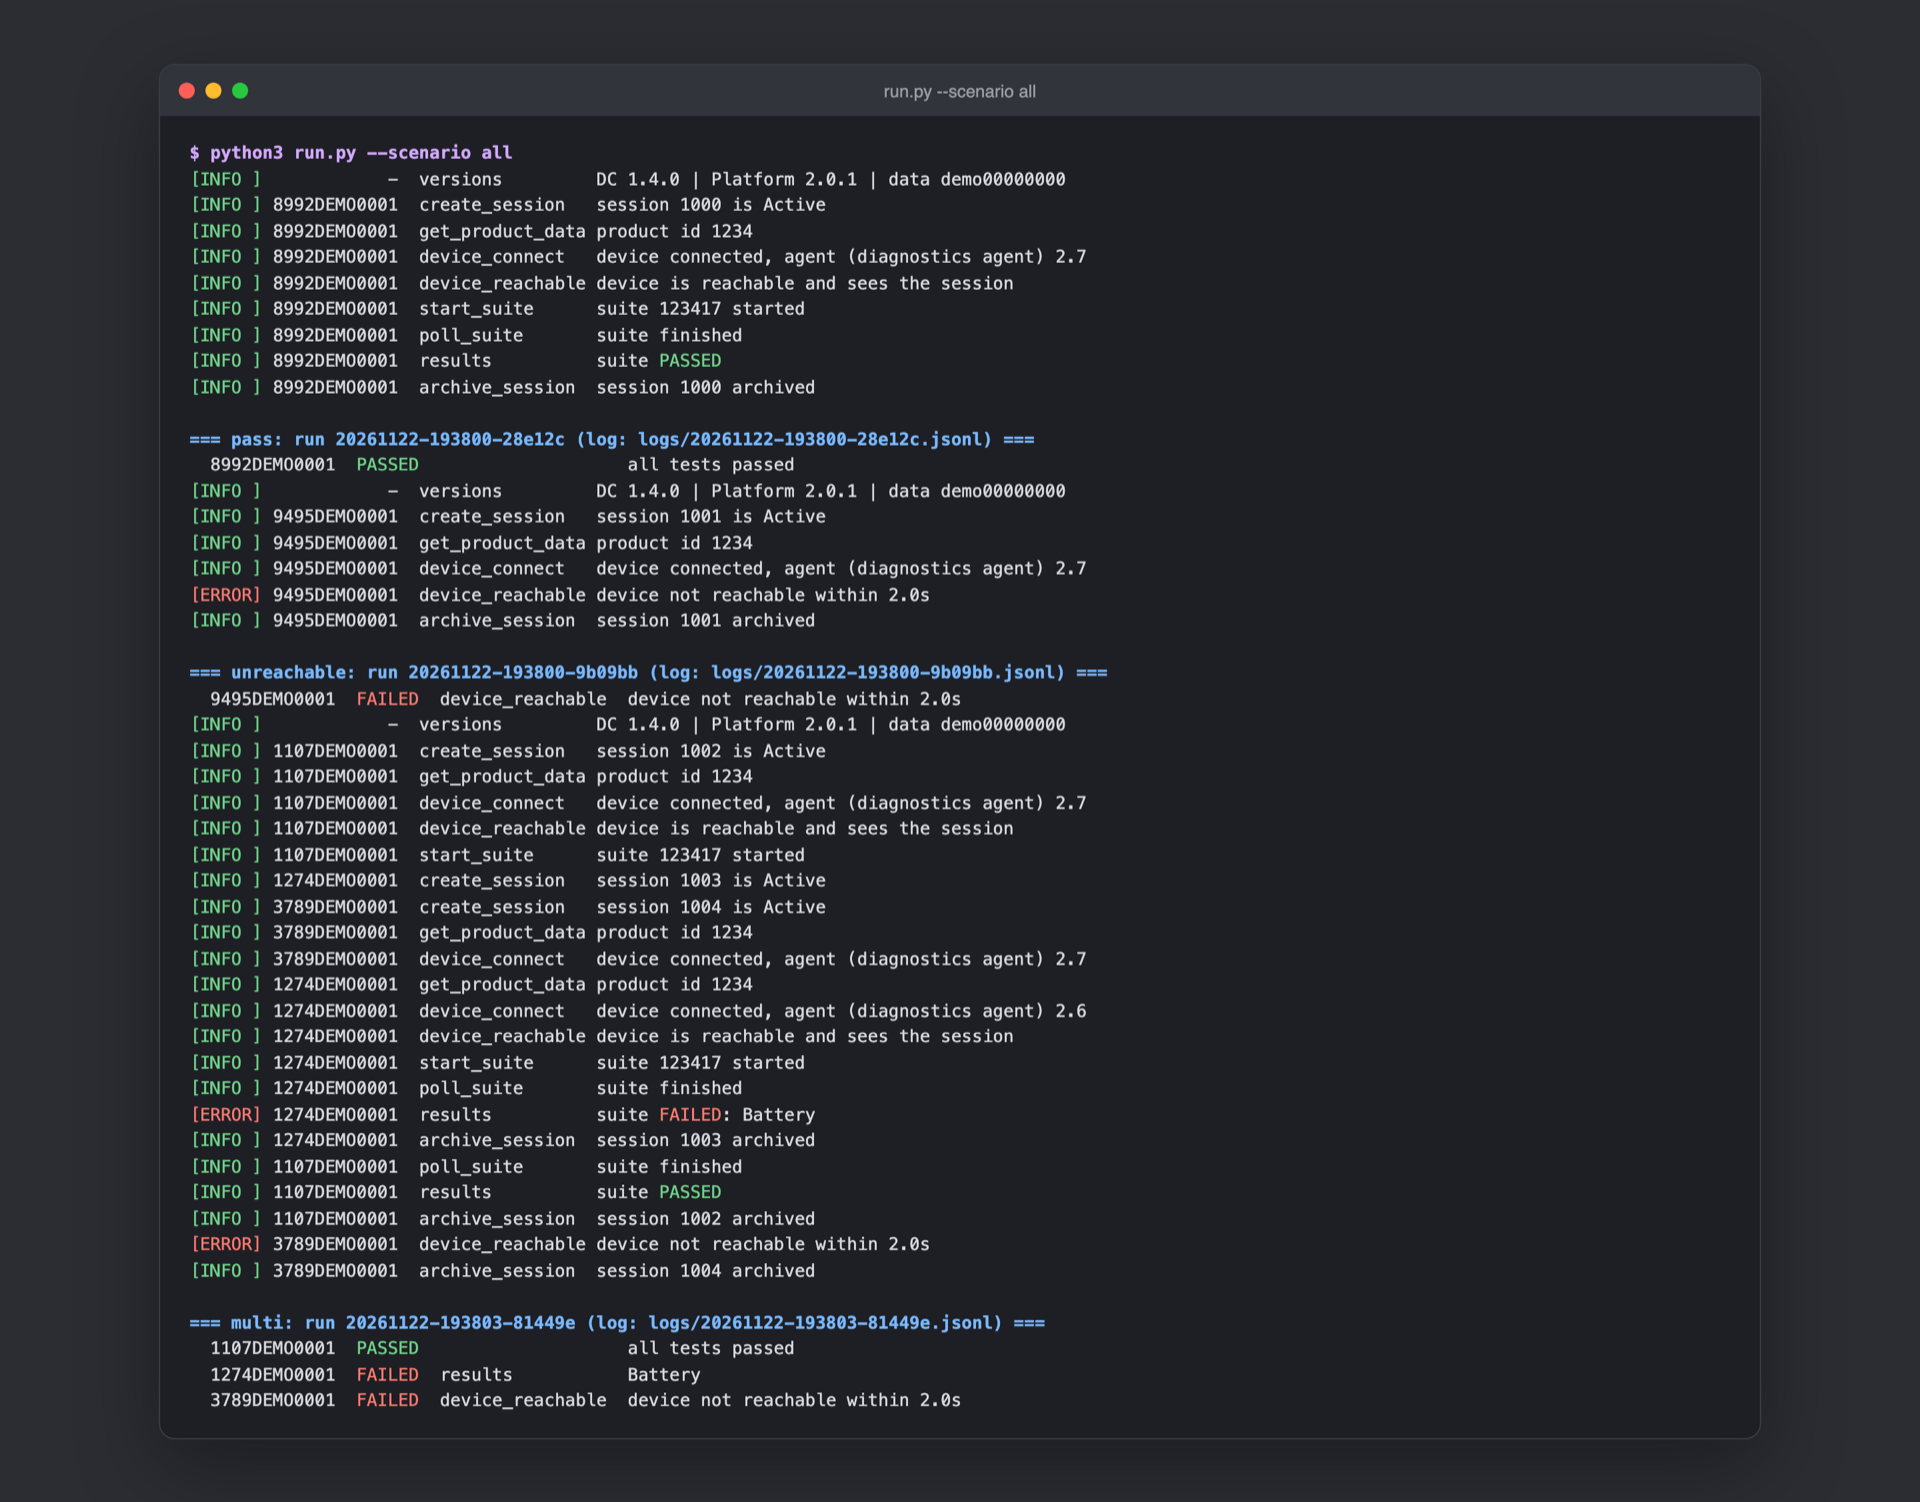 run.py --scenario all
$ python3 run.py --scenario all
[INFO ]            -  versions         DC 1.4.0 | Platform 2.0.1 | data demo00000000
[INFO ] 8992DEMO0001  create_session   session 1000 is Active
[INFO ] 8992DEMO0001  get_product_data product id 1234
[INFO ] 8992DEMO0001  device_connect   device connected, agent (diagnostics agent) 2.7
[INFO ] 8992DEMO0001  device_reachable device is reachable and sees the session
[INFO ] 8992DEMO0001  start_suite      suite 123417 started
[INFO ] 8992DEMO0001  poll_suite       suite finished
[INFO ] 8992DEMO0001  results          suite PASSED
[INFO ] 8992DEMO0001  archive_session  session 1000 archived
=== pass: run 20261122-193800-28e12c (log: logs/20261122-193800-28e12c.jsonl) ===
  8992DEMO0001  PASSED                    all tests passed
[INFO ]            -  versions         DC 1.4.0 | Platform 2.0.1 | data demo00000000
[INFO ] 9495DEMO0001  create_session   session 1001 is Active
[INFO ] 9495DEMO0001  get_product_data product id 1234
[INFO ] 9495DEMO0001  device_connect   device connected, agent (diagnostics agent) 2.7
[ERROR] 9495DEMO0001  device_reachable device not reachable within 2.0s
[INFO ] 9495DEMO0001  archive_session  session 1001 archived
=== unreachable: run 20261122-193800-9b09bb (log: logs/20261122-193800-9b09bb.jsonl) ===
  9495DEMO0001  FAILED  device_reachable  device not reachable within 2.0s
[INFO ]            -  versions         DC 1.4.0 | Platform 2.0.1 | data demo00000000
[INFO ] 1107DEMO0001  create_session   session 1002 is Active
[INFO ] 1107DEMO0001  get_product_data product id 1234
[INFO ] 1107DEMO0001  device_connect   device connected, agent (diagnostics agent) 2.7
[INFO ] 1107DEMO0001  device_reachable device is reachable and sees the session
[INFO ] 1107DEMO0001  start_suite      suite 123417 started
[INFO ] 1274DEMO0001  create_session   session 1003 is Active
[INFO ] 3789DEMO0001  create_session   session 1004 is Active
[INFO ] 3789DEMO0001  get_product_data product id 1234
[INFO ] 3789DEMO0001  device_connect   device connected, agent (diagnostics agent) 2.7
[INFO ] 1274DEMO0001  get_product_data product id 1234
[INFO ] 1274DEMO0001  device_connect   device connected, agent (diagnostics agent) 2.6
[INFO ] 1274DEMO0001  device_reachable device is reachable and sees the session
[INFO ] 1274DEMO0001  start_suite      suite 123417 started
[INFO ] 1274DEMO0001  poll_suite       suite finished
[ERROR] 1274DEMO0001  results          suite FAILED: Battery
[INFO ] 1274DEMO0001  archive_session  session 1003 archived
[INFO ] 1107DEMO0001  poll_suite       suite finished
[INFO ] 1107DEMO0001  results          suite PASSED
[INFO ] 1107DEMO0001  archive_session  session 1002 archived
[ERROR] 3789DEMO0001  device_reachable device not reachable within 2.0s
[INFO ] 3789DEMO0001  archive_session  session 1004 archived
=== multi: run 20261122-193803-81449e (log: logs/20261122-193803-81449e.jsonl) ===
  1107DEMO0001  PASSED                    all tests passed
  1274DEMO0001  FAILED  results           Battery
  3789DEMO0001  FAILED  device_reachable  device not reachable within 2.0s